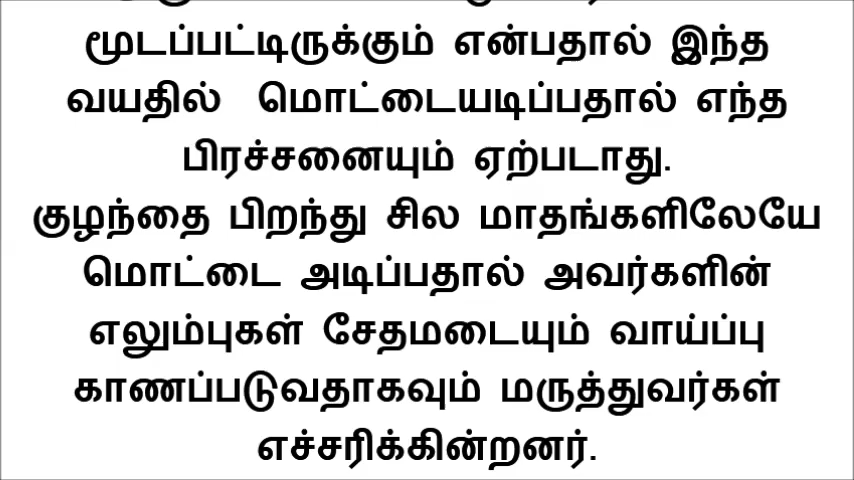 மூடப்பட்டிருக்கும் என்பதால் இந்த
வயதில் மொட்டையடிப்பதால் எந்த
பிரச்சனையும் ஏற்படாது.
குழந்தை பிறந்து சில மாதங்களிலேயே
மொட்டை அடிப்பதால் அவர்களின்
எலும்புகள் சேதமடையும் வாய்ப்பு
காணப்படுவதாகவும் மருத்துவர்கள்
எச்சரிக்கின்றனர்.